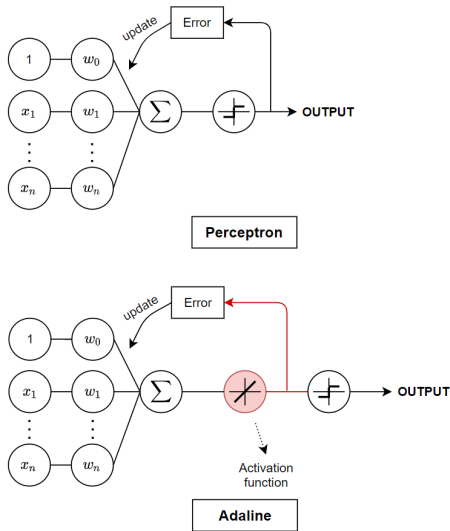 update
Error
1
w₀
x₁
w₁
∑
OUTPUT
xₙ
wₙ
Perceptron
update
Error
1
w₀
x₁
w₁
∑
OUTPUT
xₙ
wₙ
Activation
function
Adaline